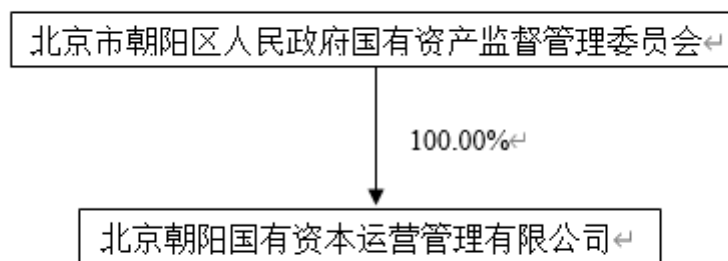 北京市朝阳区人民政府国有资产监督管理委员会
100.00%
北京朝阳国有资本运营管理有限公司